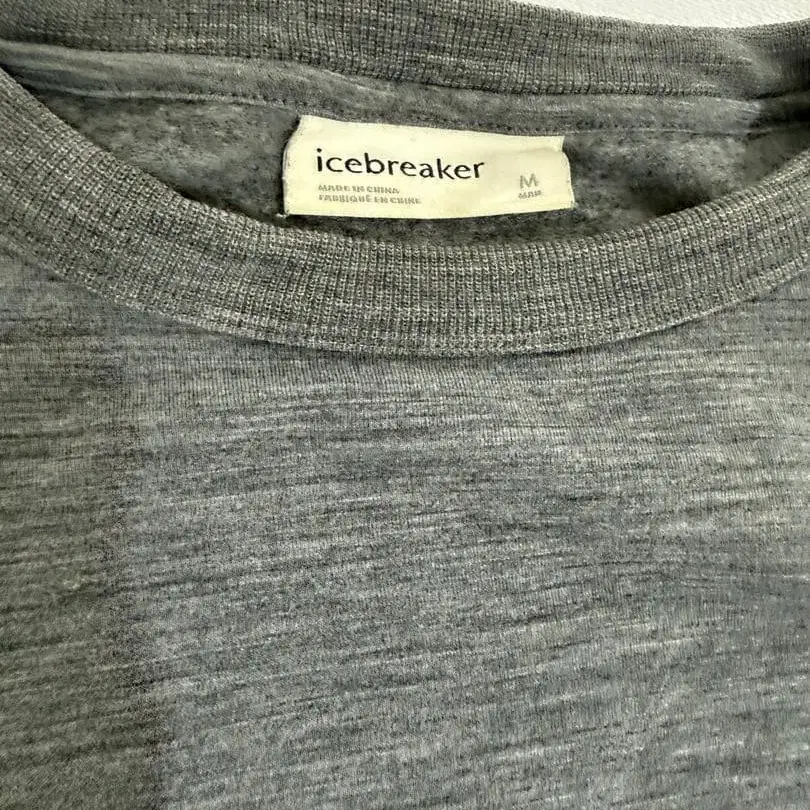 icebreaker
MADE IN CHINA
FABRIQUÉ EN CHINE
M